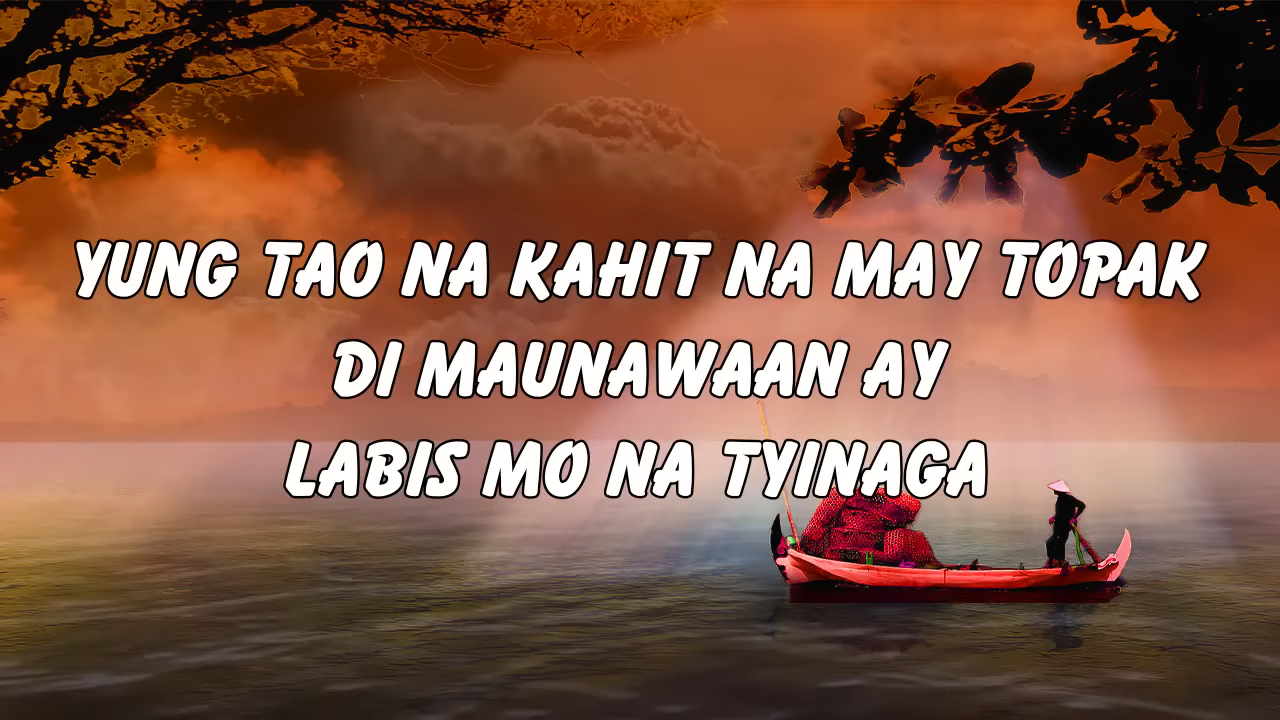 YUNG TAO NA KAHIT NA MAY TOPAK
DI MAUNAWAAN AY
LABIS MO NA TYINAGA